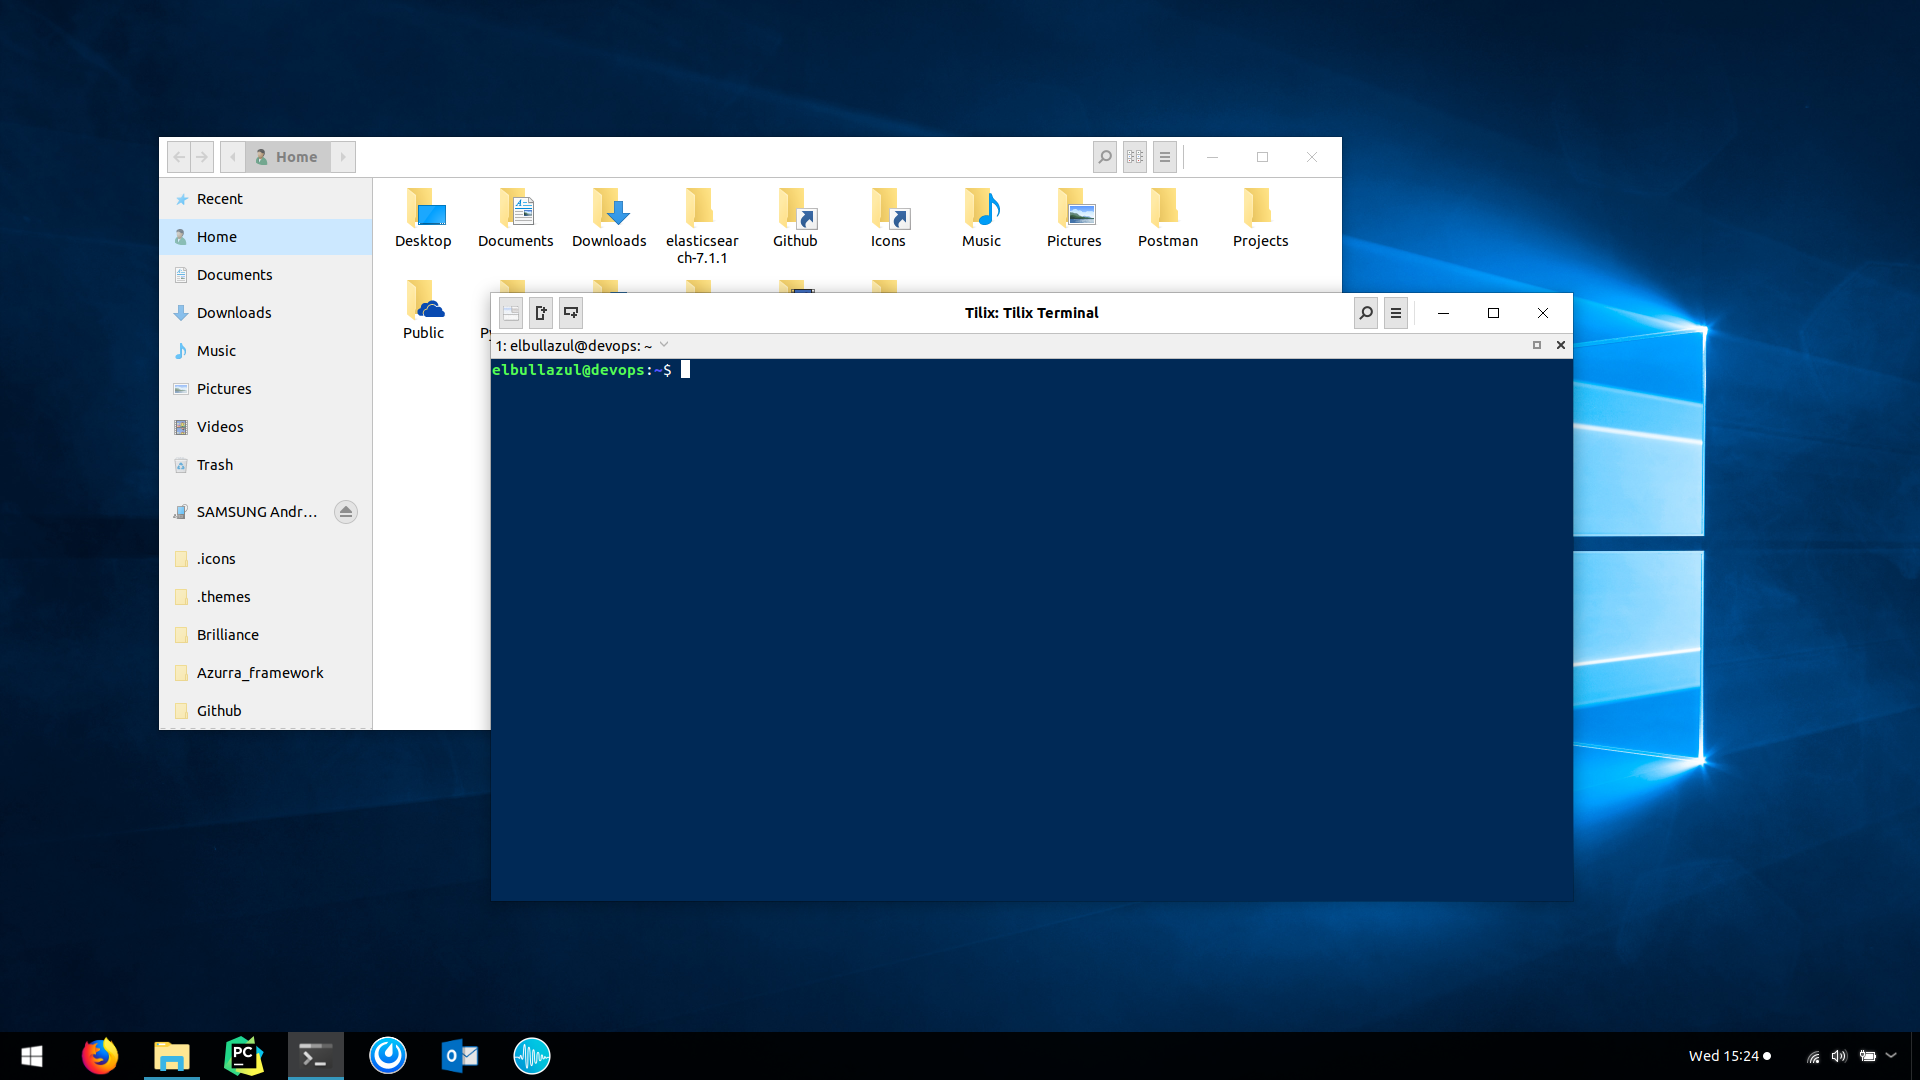 Home
Recent
Home
Documents
Downloads
Music
Pictures
Videos
Trash
SAMSUNG Andr...
.icons
.themes
Brilliance
Azurra_framework
Github
Desktop
Documents
Downloads
elasticsear
ch-7.1.1
Github
Icons
Music
Pictures
Postman
Projects
Public
Tilix: Tilix Terminal
1: elbullazul@devops: ~
elbullazul@devops:~$
PC
O
Wed 15:24